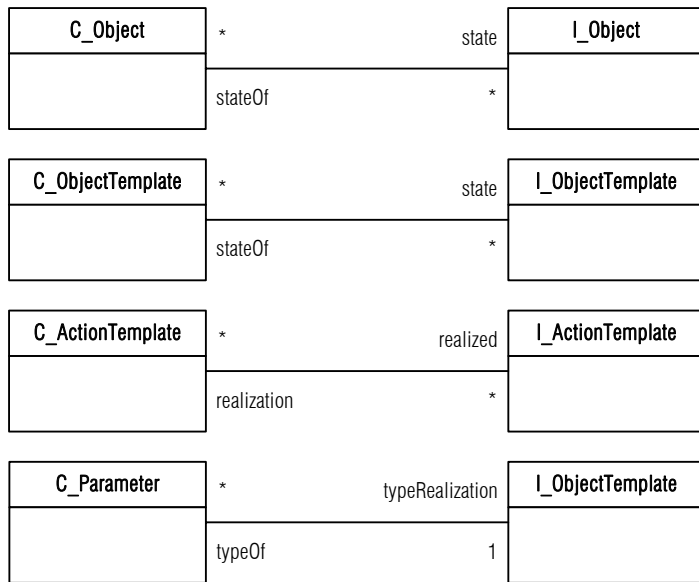 C_Object * state I_Object
stateOf *
C_ObjectTemplate * state I_ObjectTemplate
stateOf *
C_ActionTemplate * realized I_ActionTemplate
realization *
C_Parameter * typeRealization I_ObjectTemplate
typeOf 1